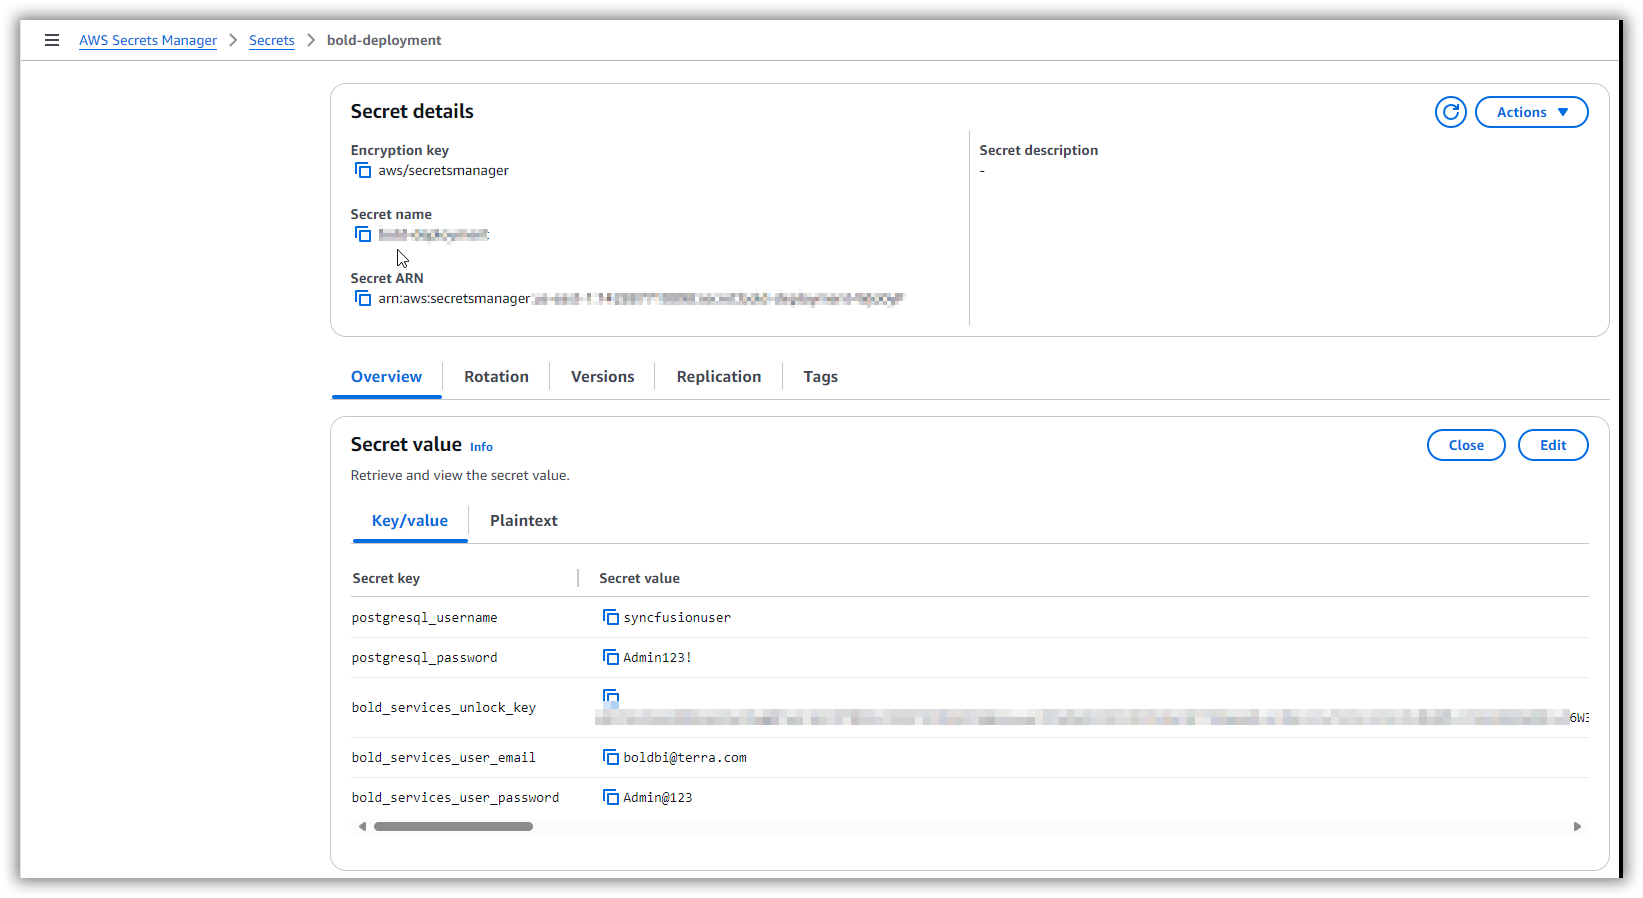 AWS Secrets Manager > Secrets > bold-deployment
Secret details
Actions
Encryption key
aws/secretsmanager
Secret description
-
Secret name
Secret ARN
arn:aws:secretsmanager
Overview
Rotation
Versions
Replication
Tags
Secret value Info
Close
Edit
Retrieve and view the secret value.
Key/value
Plaintext
Secret key
Secret value
postgresql_username
syncfusionuser
postgresql_password
Admin123!
bold_services_unlock_key
6W3
bold_services_user_email
boldbi@terra.com
bold_services_user_password
Admin@123